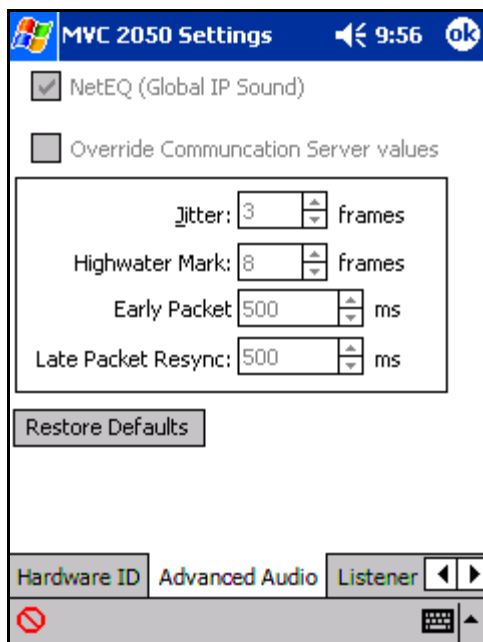 MVC 2050 Settings 9:56 ok
NetEQ (Global IP Sound)
Override Communcation Server values
Jitter: 3 frames
Highwater Mark: 8 frames
Early Packet 500 ms
Late Packet Resync: 500 ms
Restore Defaults
Hardware ID Advanced Audio Listener